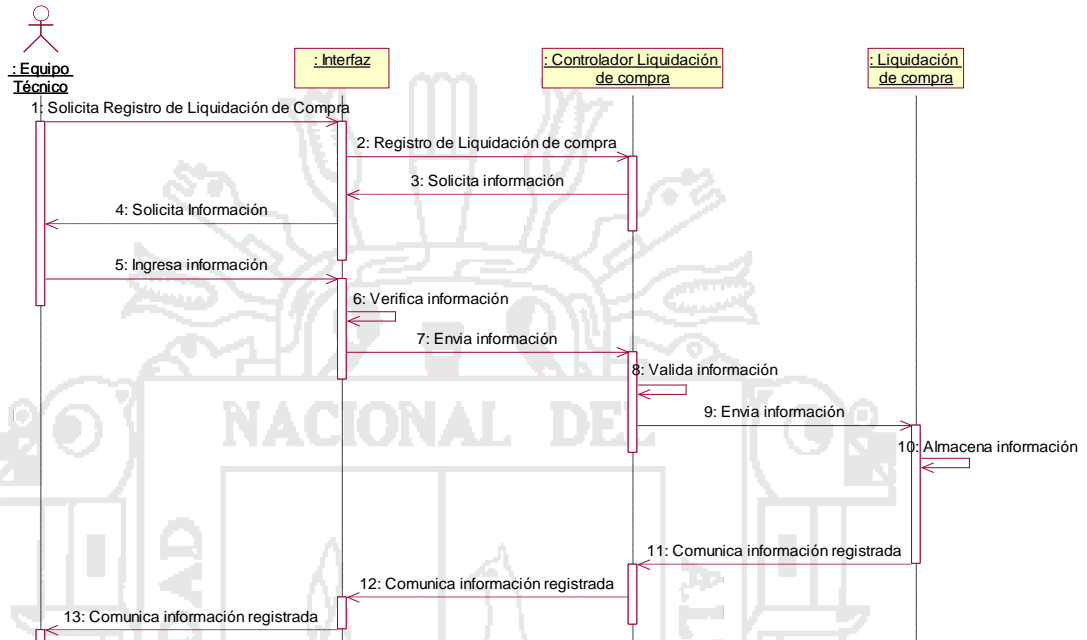 : Equipo
Técnico
: Interfaz
: Controlador Liquidación
de compra
: Liquidación
de compra
1: Solicita Registro de Liquidación de Compra
2: Registro de Liquidación de compra
3: Solicita información
4: Solicita Información
5: Ingresa información
6: Verifica información
7: Envia información
8: Valida información
9: Envia información
10: Almacena información
11: Comunica información registrada
12: Comunica información registrada
13: Comunica información registrada
NACIONAL DEL
DAD